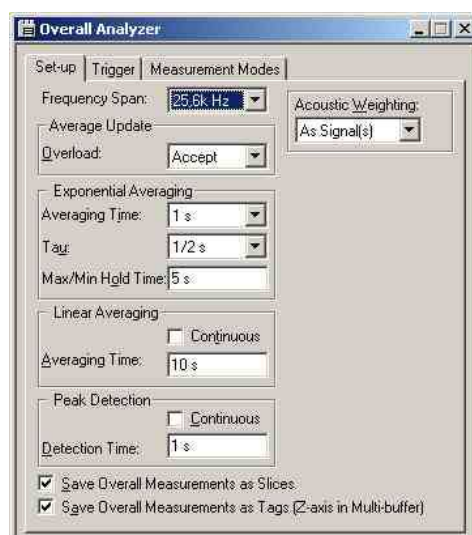 Overall Analyzer
Set-up Trigger Measurement Modes
Frequency Span: 25.6k Hz
Acoustic Weighting:
As Signal(s)
Average Update
Overload: Accept
Exponential Averaging
Averaging Time: 1 s
Tau: 1/2 s
Max/Min Hold Time: 5 s
Linear Averaging
Continuous
Averaging Time: 10 s
Peak Detection
Continuous
Detection Time: 1 s
Save Overall Measurements as Slices
Save Overall Measurements as Tags (Z-axis in Multi-buffer)